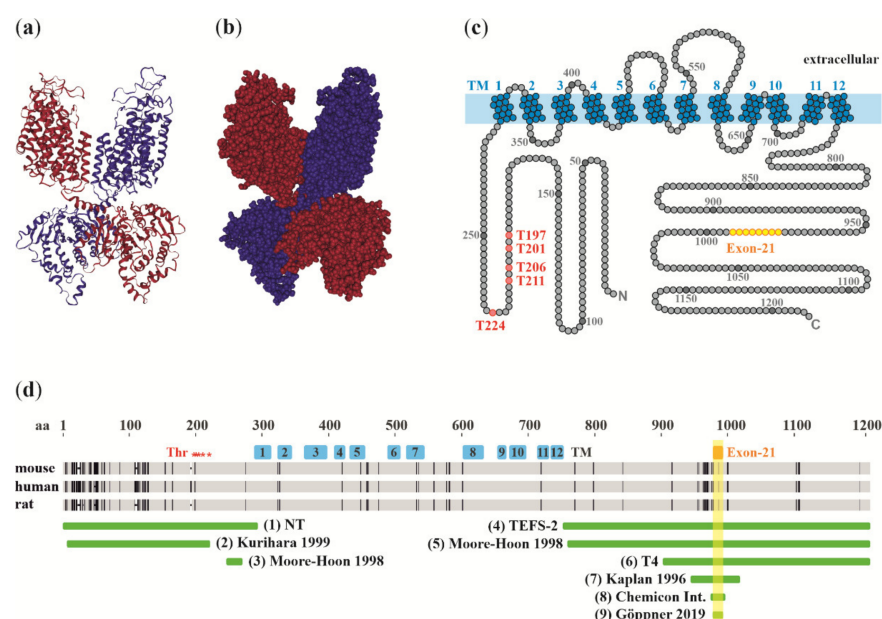 (a)
(b)
(c)
extracellular
TM 1 2 3 4 5 6 7 8 9 10 11 12
400
550
350
650
700
50
800
150
850
900
950
250
T197
T201
T206
T211
1000
Exon-21
1050
1100
N
1150
1200
T224
100
C
(d)
aa 1 100 200 300 400 500 600 700 800 900 1000 1100 1200
Thr ***** 1 2 3 4 5 6 7 8 9 10 11 12 TM Exon-21
mouse
human
rat
(1) NT
(4) TEFS-2
(2) Kurihara 1999
(5) Moore-Hoon 1998
(3) Moore-Hoon 1998
(6) T4
(7) Kaplan 1996
(8) Chemicon Int.
(9) Göppner 2019